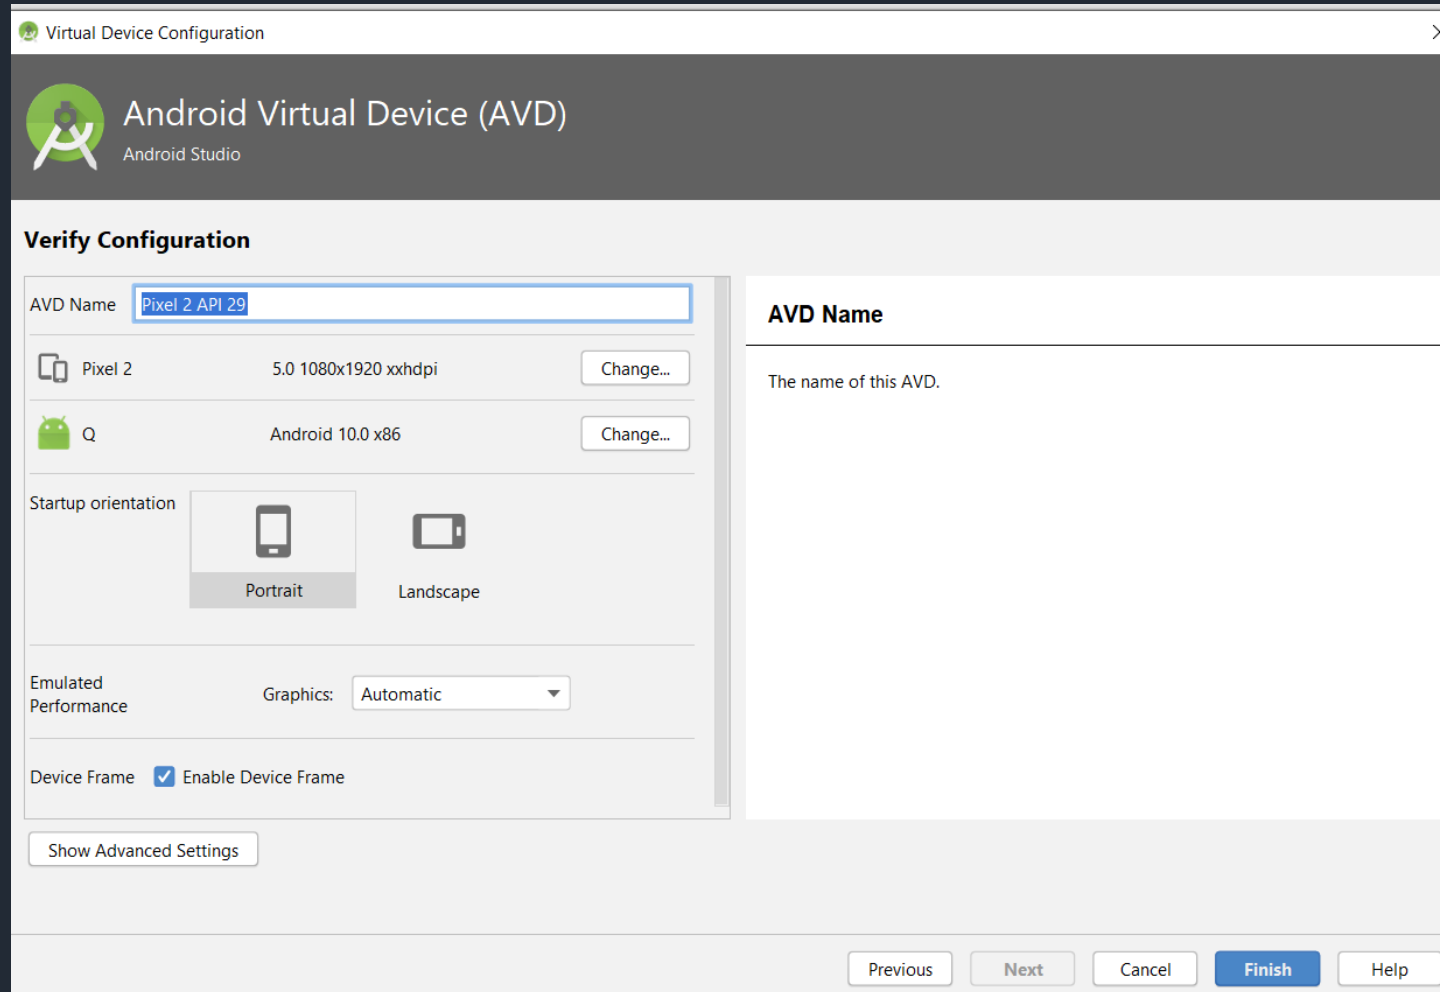 Virtual Device Configuration
Android Virtual Device (AVD)
Android Studio
Verify Configuration
AVD Name Pixel 2 API 29
Pixel 2 5.0 1080x1920 xxhdpi Change...
Q Android 10.0 x86 Change...
Startup orientation
Portrait
Landscape
Emulated
Performance
Graphics: Automatic
Device Frame Enable Device Frame
Show Advanced Settings
AVD Name
The name of this AVD.
Previous Next Cancel Finish Help